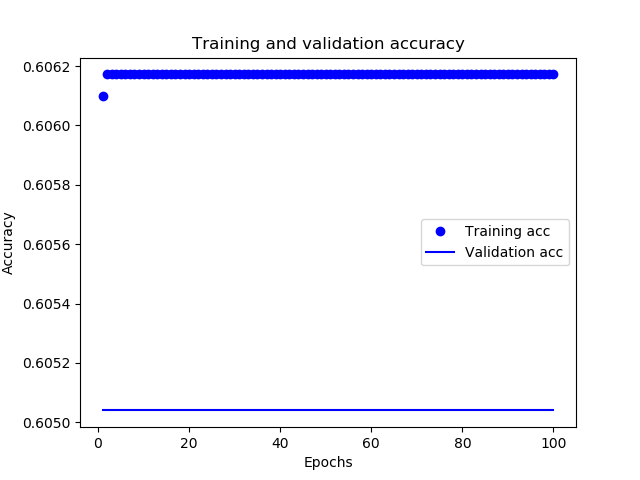 Training and validation accuracy
0.6062
0.6060
0.6058
0.6056
0.6054
0.6052
0.6050
Accuracy
Training acc
Validation acc
0 20 40 60 80 100
Epochs